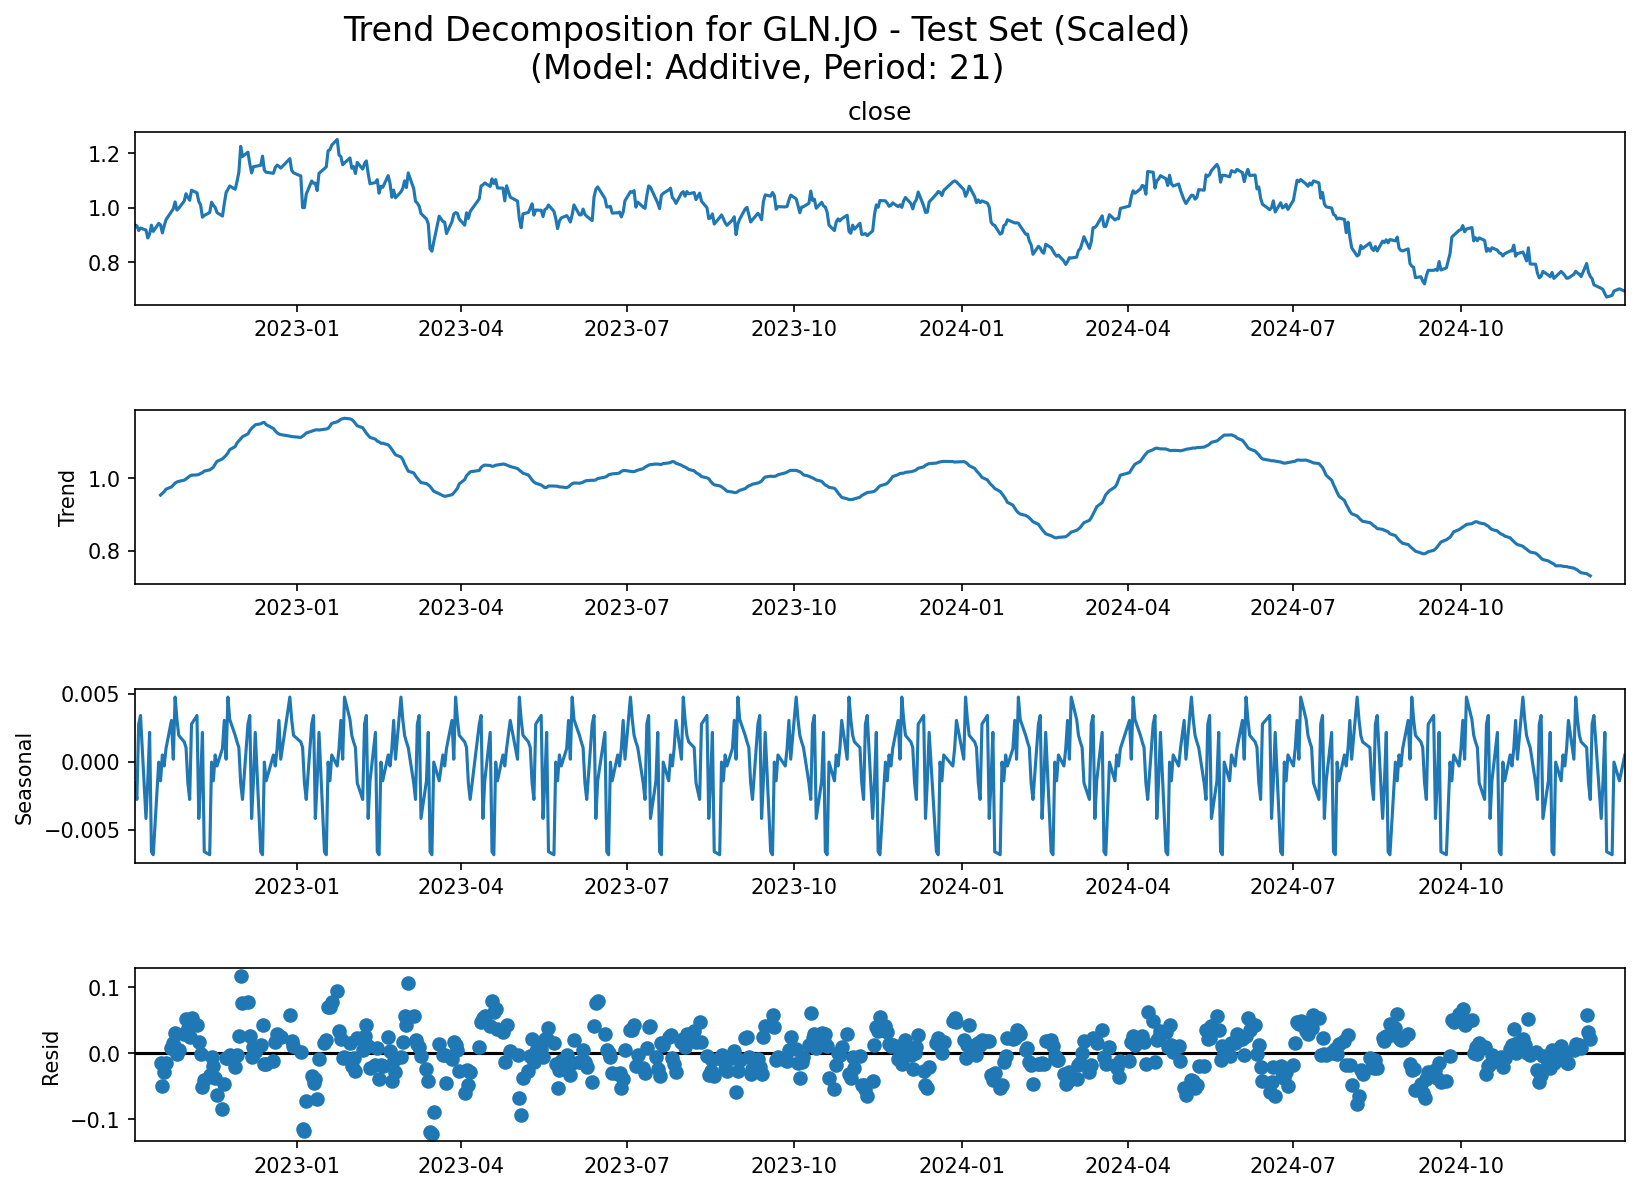 Trend Decomposition for GLN.JO - Test Set (Scaled)
(Model: Additive, Period: 21)
close
1.2
1.0
0.8
2023-01 2023-04 2023-07 2023-10 2024-01 2024-04 2024-07 2024-10
Trend
1.0
0.8
2023-01 2023-04 2023-07 2023-10 2024-01 2024-04 2024-07 2024-10
Seasonal
0.005
0.000
−0.005
2023-01 2023-04 2023-07 2023-10 2024-01 2024-04 2024-07 2024-10
Resid
0.1
0.0
−0.1
2023-01 2023-04 2023-07 2023-10 2024-01 2024-04 2024-07 2024-10